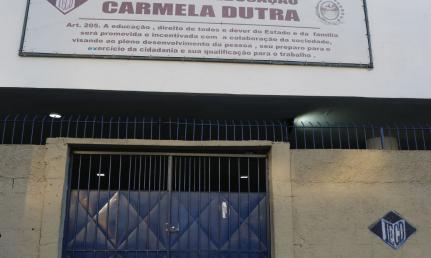 CARMELA DUTRA
Art. 205. A educação , direito de todos e dever do Estado e da família
será promovida e incentivada com a colaboração da sociedade,
visando ao pleno desenvolvimento da pessoa , seu preparo para o
exercício da cidadania e sua qualificação para o trabalho .
IECD